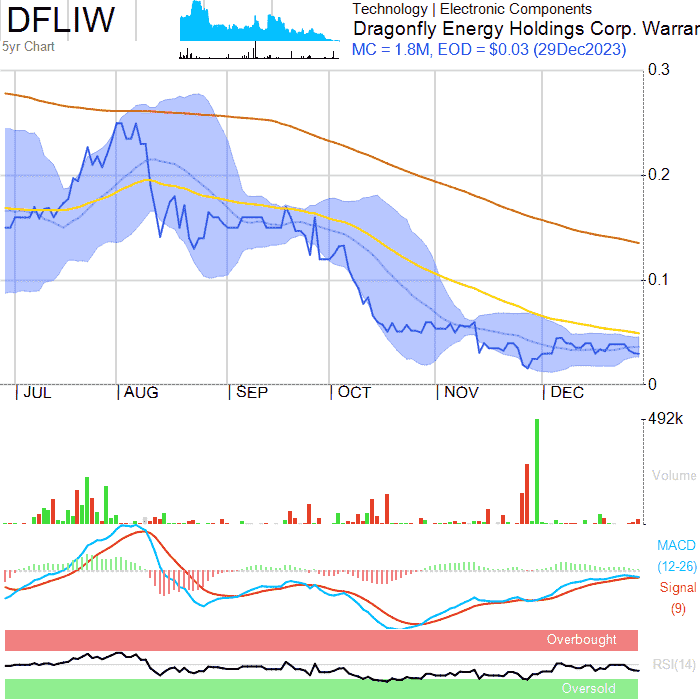 DFLIW
5yr Chart
Technology | Electronic Components
Dragonfly Energy Holdings Corp. Warran
MC = 1.8M, EOD = $0.03 (29Dec2023)
0.3
0.2
0.1
0
JUL AUG SEP OCT NOV DEC
492k
Volume
MACD
(12-26)
Signal
(9)
Overbought
RSI(14)
Oversold